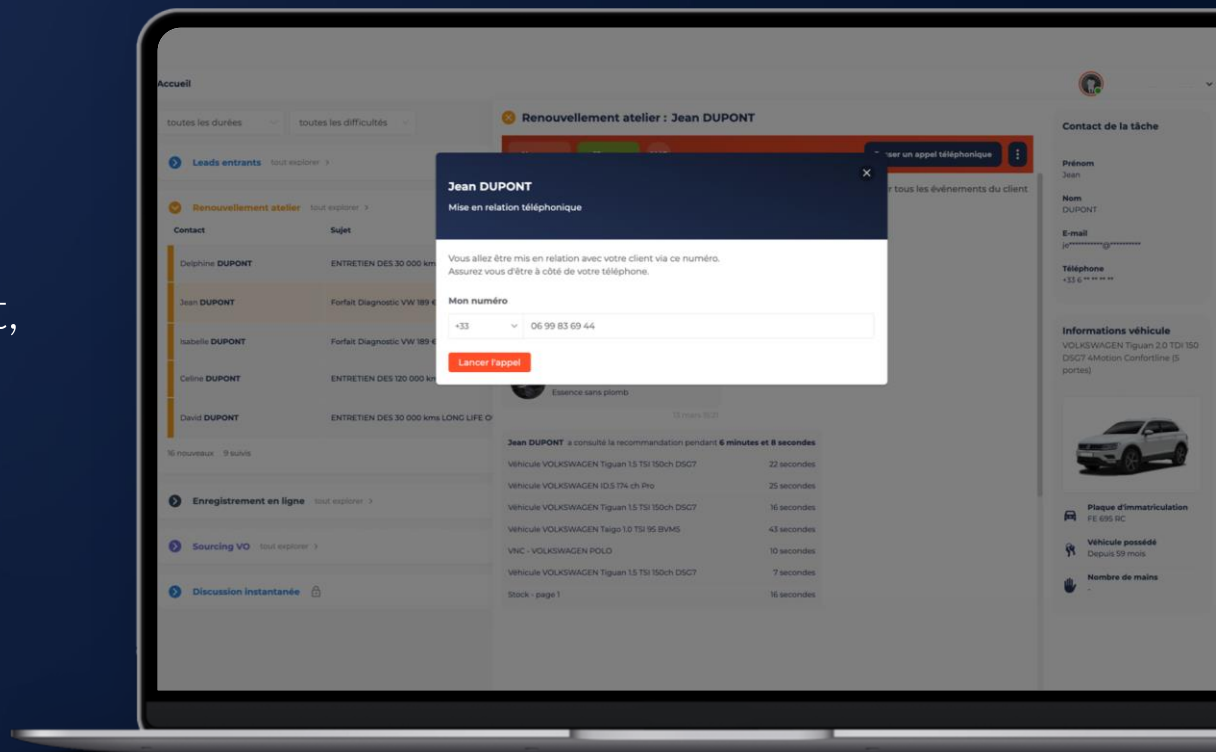 t,
Accueil
toutes les durées
toutes les difficultés
Leads entrants tout explorer >
Renouvellement atelier tout explorer >
Contact Sujet
Delphine DUPONT ENTRETIEN DES 30 000 km
Jean DUPONT Forfait Diagnostic VW 189 €
Isabelle DUPONT Forfait Diagnostic VW 189 €
Celine DUPONT ENTRETIEN DES 120 000 km
David DUPONT ENTRETIEN DES 30 000 kms LONG LIFE O
16 nouveaux 9 suivis
Enregistrement en ligne tout explorer >
Sourcing VO tout explorer >
Discussion instantanée
Renouvellement atelier : Jean DUPONT
ser un appel téléphonique
r tous les événements du client
Jean DUPONT
Mise en relation téléphonique
Vous allez être mis en relation avec votre client via ce numéro.
Assurez vous d'être à côté de votre téléphone.
Mon numéro
+33 06 99 83 69 44
Lancer l'appel
Essence sans plomb
Jean DUPONT a consulté la recommandation pendant 6 minutes et 8 secondes
Véhicule VOLKSWAGEN Tiguan 1.5 TSI 150ch DSG7 22 secondes
Véhicule VOLKSWAGEN ID.5 174 ch Pro 25 secondes
Véhicule VOLKSWAGEN Tiguan 1.5 TSI 150ch DSG7 16 secondes
Véhicule VOLKSWAGEN Taigo 1.0 TSI 95 BVM5 43 secondes
VNC - VOLKSWAGEN POLO 10 secondes
Véhicule VOLKSWAGEN Tiguan 1.5 TSI 150ch DSG7 7 secondes
Stock - page 1 16 secondes
Contact de la tâche
Prénom
Jean
Nom
DUPONT
E-mail
je***********@***********
Téléphone
+33 6 ** ** ** **
Informations véhicule
VOLKSWAGEN Tiguan 2.0 TDI 150
DSG7 4Motion Confortline (5
portes)
Plaque d'immatriculation
FE 695 RC
Véhicule possédé
Depuis 59 mois
Nombre de mains
-